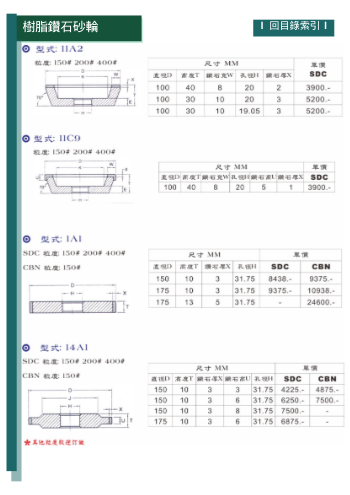 樹脂鑽石砂輪
I 回目錄索引 I
型式: 11A2
粒度: 150# 200# 400#
尺寸 MM 單價
直徑D 高度T 鑽石寬W 孔徑H 鑽石厚X SDC
100 40 8 20 2 3900.-
100 30 10 20 3 5200.-
100 30 10 19.05 3 5200.-
型式: 11C9
粒度: 150# 200# 400#
尺寸 MM 單價
直徑D 高度T 鑽石寬W 孔徑H 鑽石高U 鑽石厚X SDC
100 40 8 20 5 1 3900.-
型式: 1A1
SDC 粒度: 150# 200# 400#
CBN 粒度: 150#
尺寸 MM 單價
直徑D 高度T 鑽石厚X 孔徑H SDC CBN
150 10 3 31.75 8438.- 9375.-
175 10 3 31.75 9375.- 10938.-
175 13 5 31.75 - 24600.-
型式: 14A1
SDC 粒度: 150# 200# 400#
CBN 粒度: 150#
尺寸 MM 單價
直徑D 高度T 鑽石厚X 鑽石高U 孔徑H SDC CBN
150 10 3 3 31.75 4225.- 4875.-
150 10 3 6 31.75 6250.- 7500.-
150 10 3 8 31.75 7500.- -
175 10 3 6 31.75 6875.- -
★其他粒度歡迎訂做